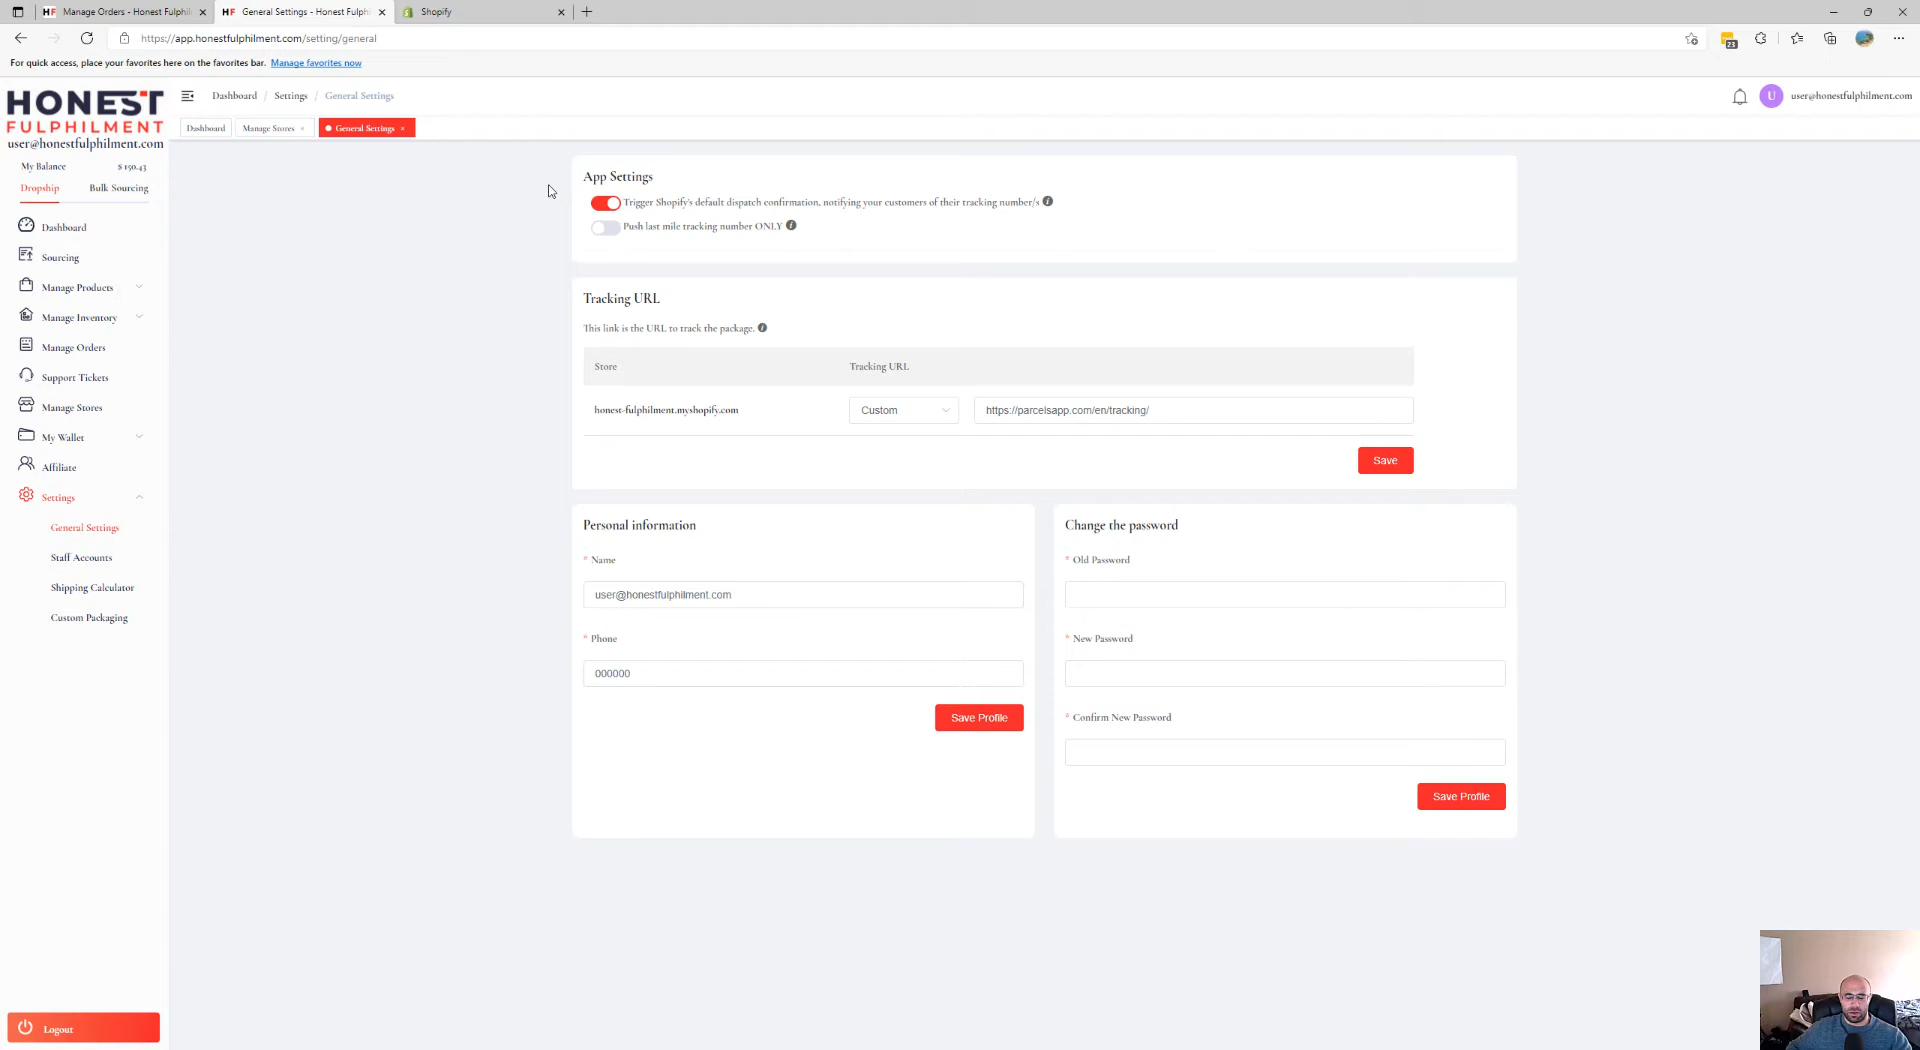 Manage Orders - Honest Fulphil
General Settings - Honest Fulph
Shopify
https://app.honestfulphilment.com/setting/general
23
For quick access, place your favorites here on the favorites bar. Manage favorites now
HONEST
FULPHILMENT
user@honestfulphilment.com
Dashboard / Settings / General Settings
U user@honestfulphilment.com
Dashboard
Manage Stores ×
General Settings ×
My Balance $ 150.43
Dropship Bulk Sourcing
Dashboard
Sourcing
Manage Products
Manage Inventory
Manage Orders
Support Tickets
Manage Stores
My Wallet
Affiliate
Settings
General Settings
Staff Accounts
Shipping Calculator
Custom Packaging
Logout
App Settings
Trigger Shopify's default dispatch confirmation, notifying your customers of their tracking number/s
Push last mile tracking number ONLY
Tracking URL
This link is the URL to track the package.
Store Tracking URL
honest-fulphilment.myshopify.com Custom https://parcelsapp.com/en/tracking/
Save
Personal information
* Name
user@honestfulphilment.com
* Phone
000000
Save Profile
Change the password
* Old Password
* New Password
* Confirm New Password
Save Profile